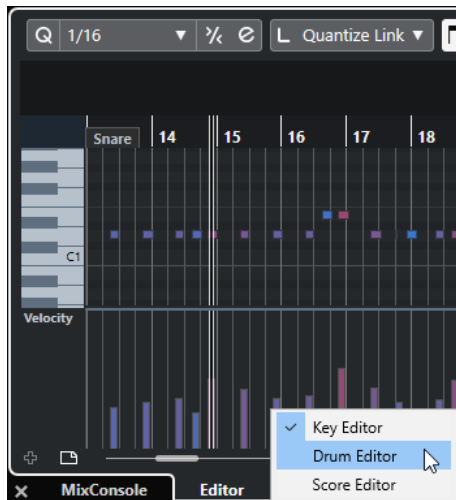 Q 1/16 e L Quantize Link
Snare 14 15 16 17 18
C1
Velocity
Key Editor
Drum Editor
Score Editor
MixConsole Editor